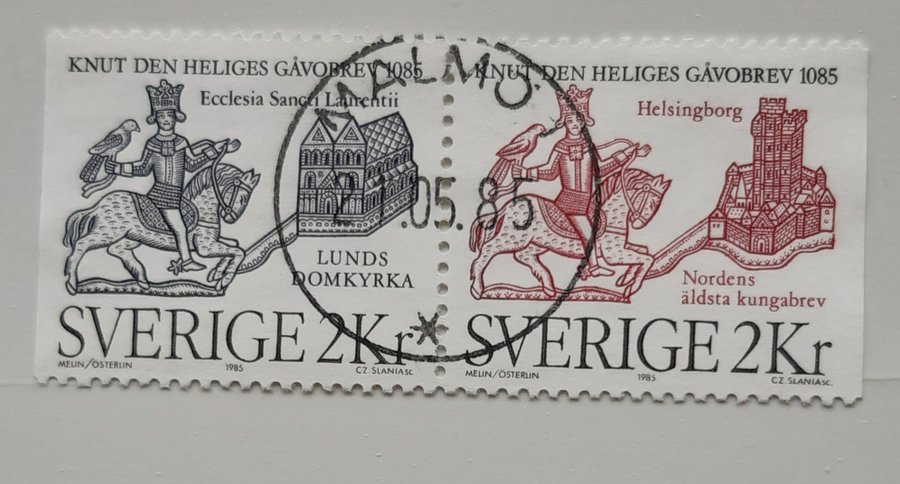 KNUT DEN HELIGES GÅVOBREV 1085
Ecclesia Sancti Laurentii
LUNDS
DOMKYRKA
SVERIGE 2Kr
MELIN/ÖSTERLIN 1985 CZ.SLANIA SC.
KNUT DEN HELIGES GÅVOBREV 1085
Helsingborg
Nordens
äldsta kungabrev
SVERIGE 2Kr
MELIN/ÖSTERLIN 1985 CZ.SLANIA SC.
MALMÖ
.05.85